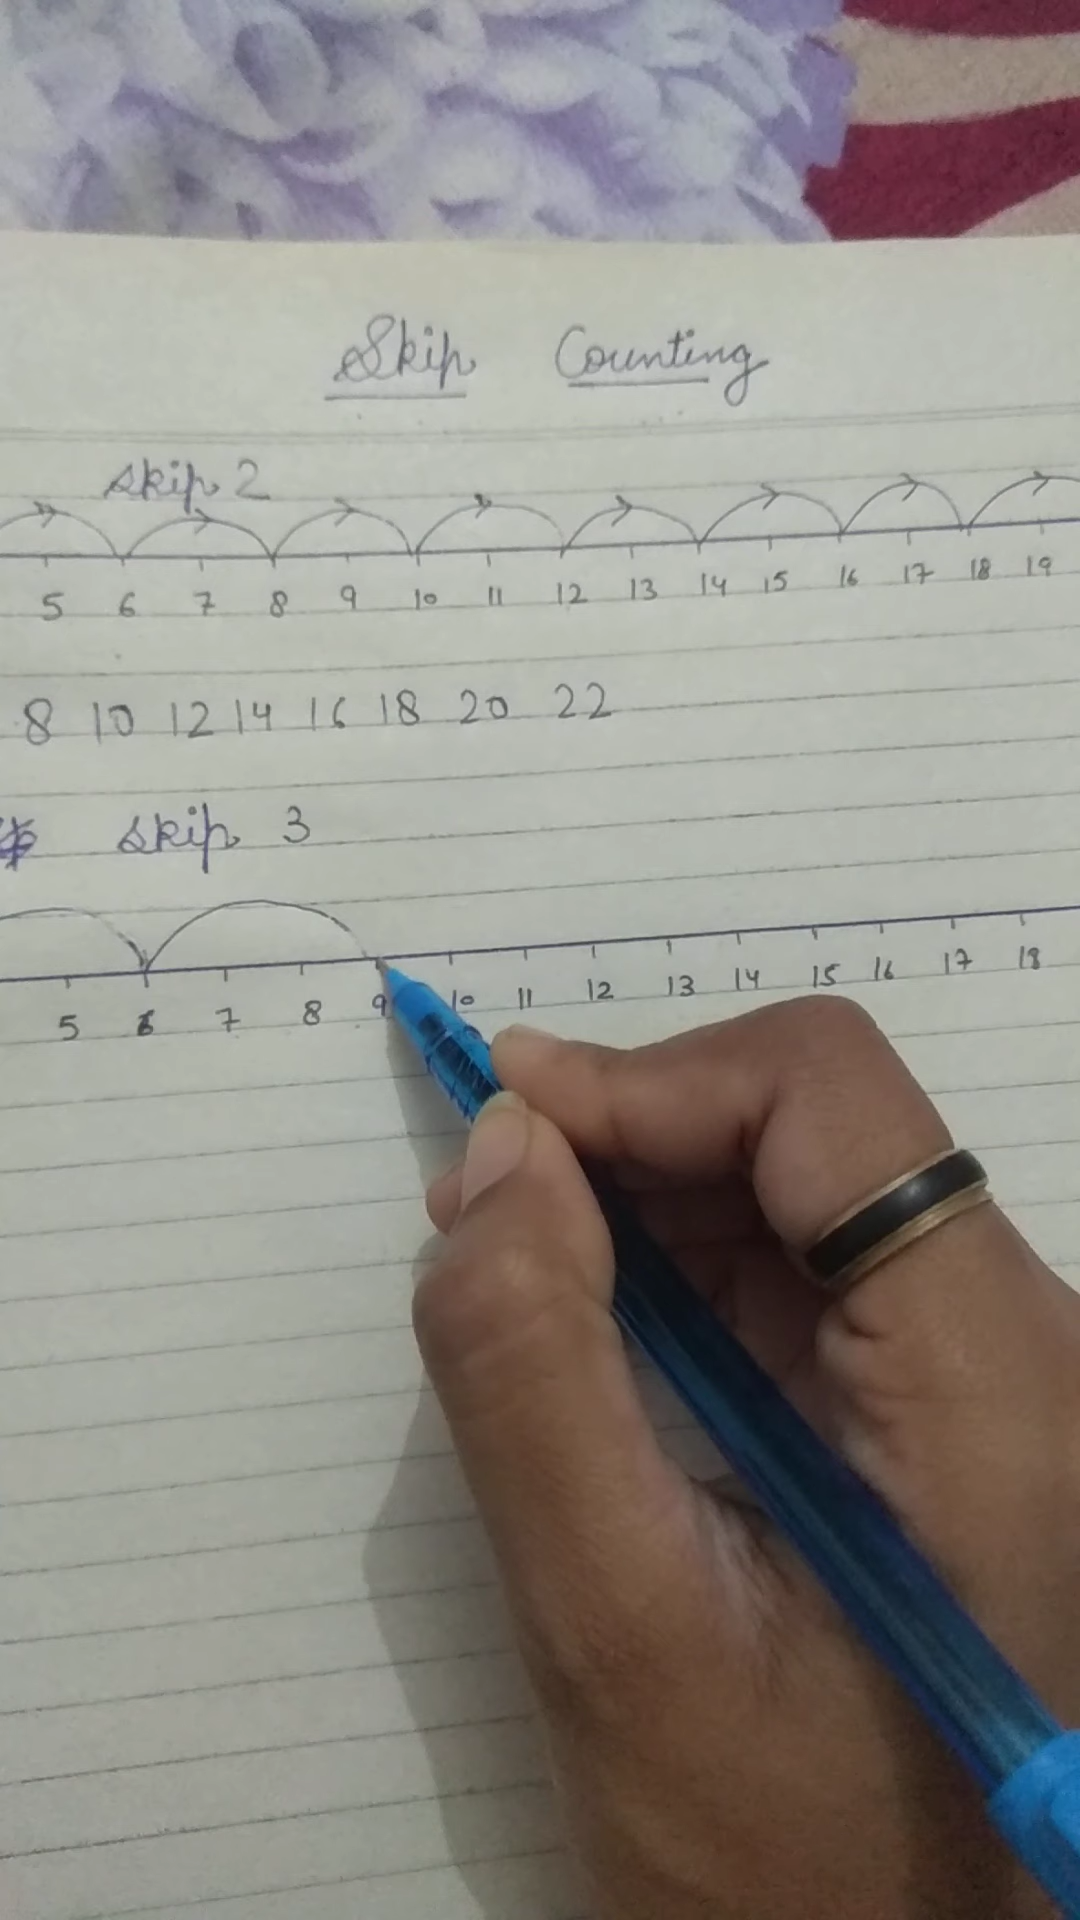 Skip Counting
skip 2
5 6 7 8 9 10 11 12 13 14 15 16 17 18 19
8 10 12 14 16 18 20 22
skip 3
5 6 7 8 9 10 11 12 13 14 15 16 17 18